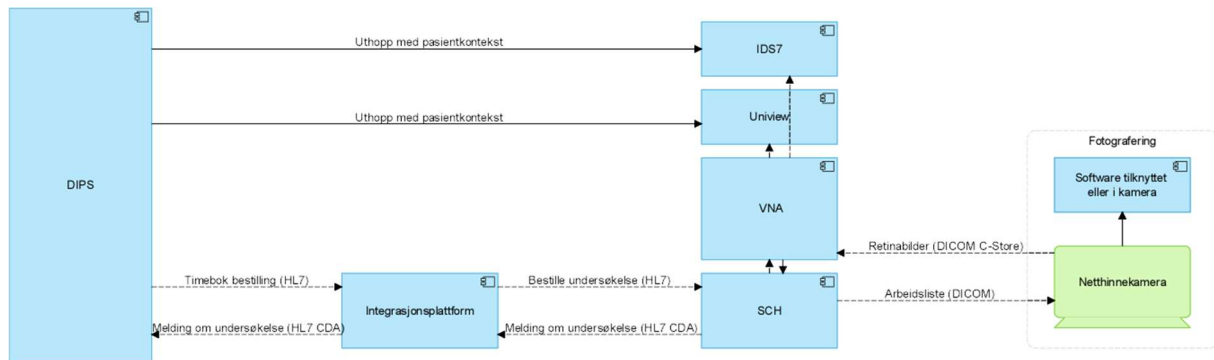 Uthopp med pasientkontekst
IDS7
Uthopp med pasientkontekst
Uniview
Fotografering
DIPS
VNA
Software tilknyttet
eller i kamera
Retinabilder (DICOM C-Store)
Netthinnekamera
Timebok bestilling (HL7)
Bestille undersøkelse (HL7)
Arbeidsliste (DICOM)
Integrasjonsplattform
SCH
Melding om undersøkelse (HL7 CDA)
Melding om undersøkelse (HL7 CDA)